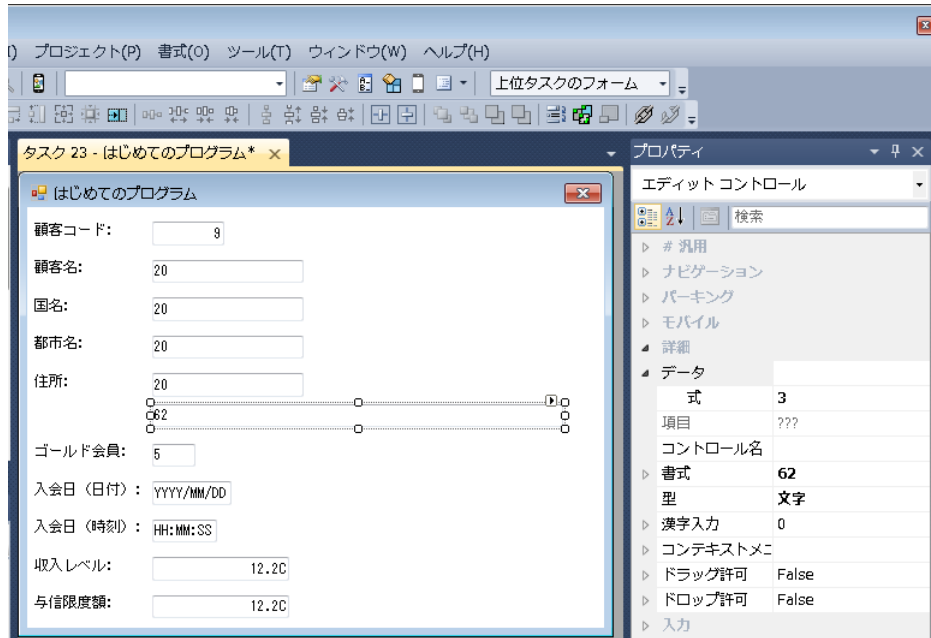 プロジェクト(P) 書式(O) ツール(T) ウィンドウ(W) ヘルプ(H)
上位タスクのフォーム
タスク 23 - はじめてのプログラム*
プロパティ
はじめてのプログラム
エディット コントロール
検索
顧客コード: 9
顧客名: 20
国名: 20
都市名: 20
住所: 20
62
ゴールド会員: 5
入会日（日付）: YYYY/MM/DD
入会日（時刻）: HH:MM:SS
収入レベル: 12.2C
与信限度額: 12.2C
# 汎用
ナビゲーション
パーキング
モバイル
詳細
データ
式 3
項目 ???
コントロール名
書式 62
型 文字
漢字入力 0
コンテキストメニ
ドラッグ許可 False
ドロップ許可 False
入力